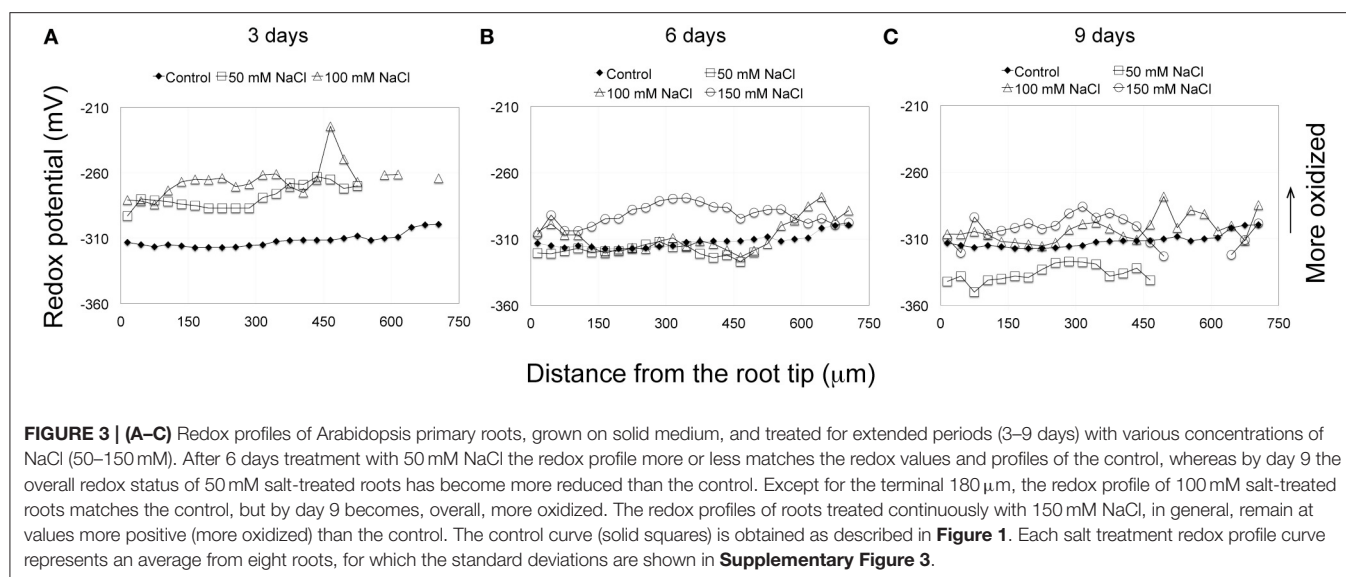 A 3 days B 6 days C 9 days
Control 50 mM NaCl 100 mM NaCl
Control 50 mM NaCl
100 mM NaCl 150 mM NaCl
Control 50 mM NaCl
100 mM NaCl 150 mM NaCl
Redox potential (mV)
-210
-260
-310
-360
0 150 300 450 600 750
-210
-260
-310
-360
0 150 300 450 600 750
-210
-260
-310
-360
0 150 300 450 600 750
More oxidized
Distance from the root tip (μm)
FIGURE 3 | (A–C) Redox profiles of Arabidopsis primary roots, grown on solid medium, and treated for extended periods (3–9 days) with various concentrations of
NaCl (50–150 mM). After 6 days treatment with 50 mM NaCl the redox profile more or less matches the redox values and profiles of the control, whereas by day 9 the
overall redox status of 50 mM salt-treated roots has become more reduced than the control. Except for the terminal 180 μm, the redox profile of 100 mM salt-treated
roots matches the control, but by day 9 becomes, overall, more oxidized. The redox profiles of roots treated continuously with 150 mM NaCl, in general, remain at
values more positive (more oxidized) than the control. The control curve (solid squares) is obtained as described in Figure 1. Each salt treatment redox profile curve
represents an average from eight roots, for which the standard deviations are shown in Supplementary Figure 3.